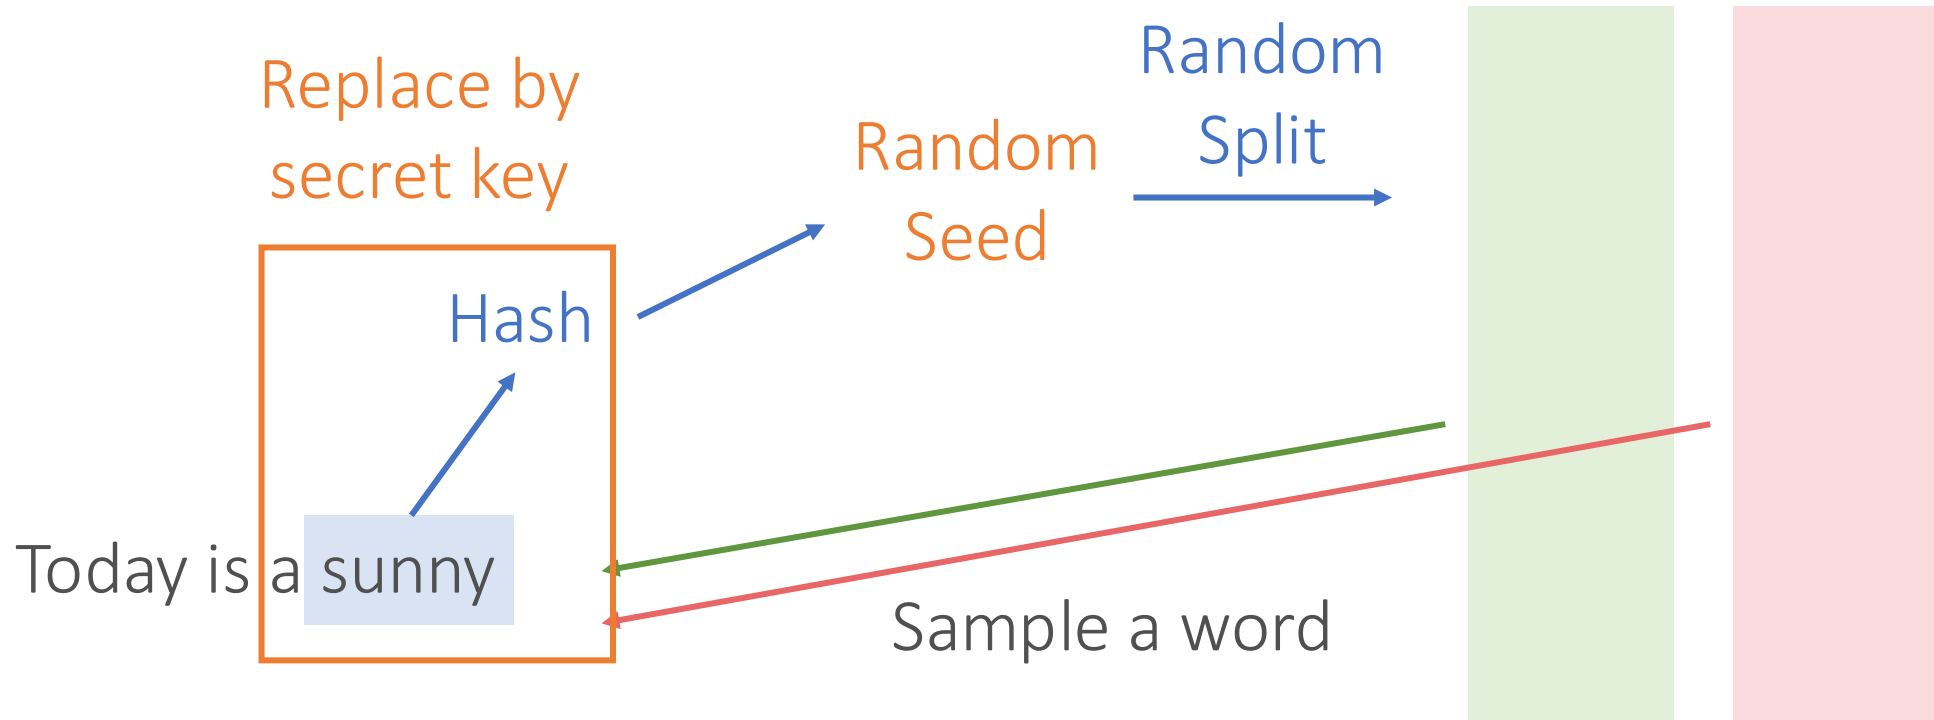 Replace by
secret key
Hash
Random
Seed
Random
Split
Today is a sunny
Sample a word